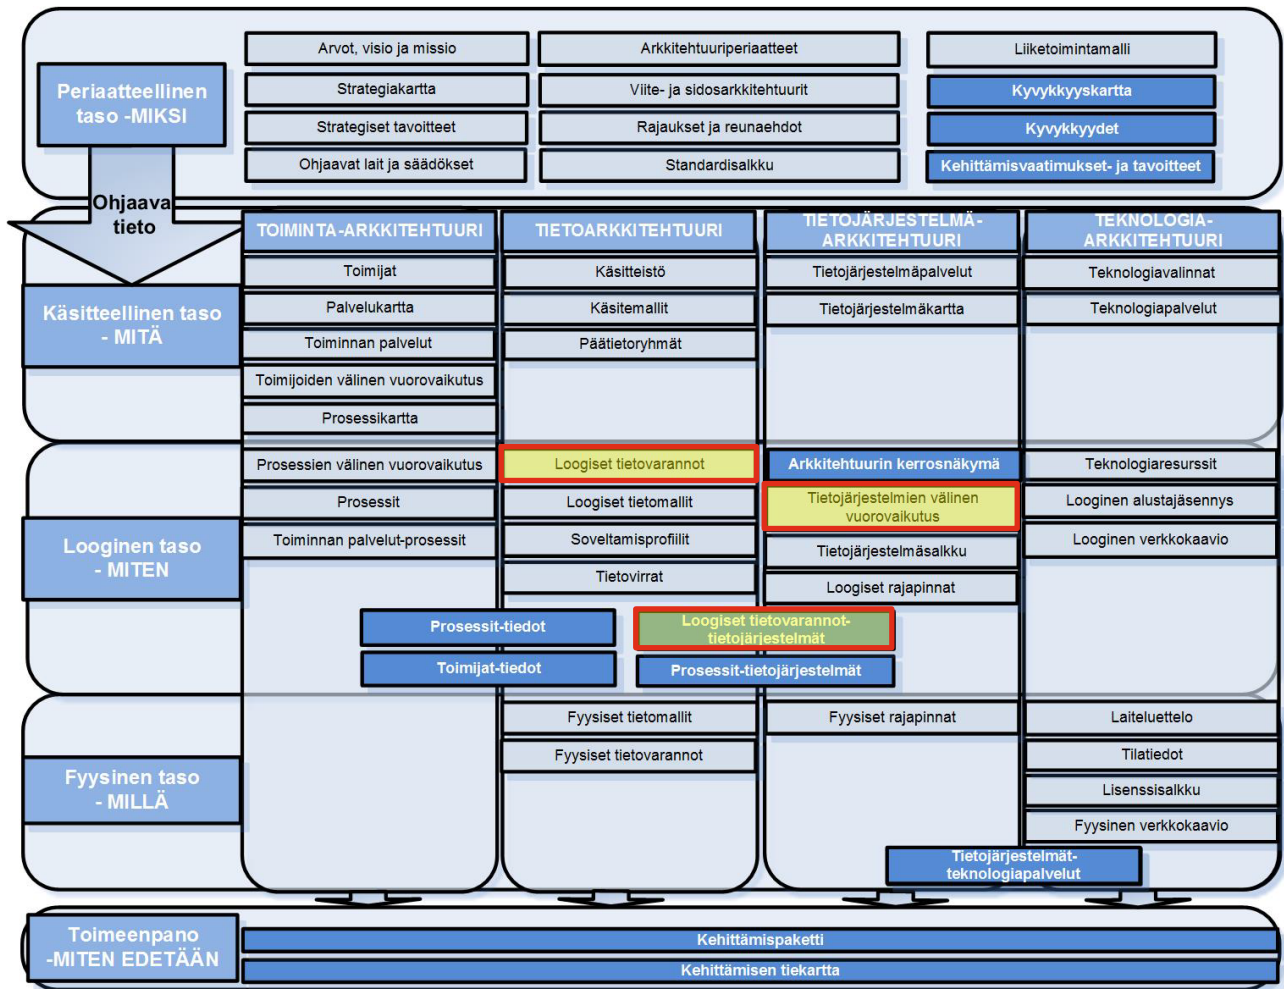 Arvot, visio ja missio
Arkkitehtuuriperiaatteet
Liiketoimintamalli
Periaatteellinen
taso -MIKSI
Strategiakartta
Viite- ja sidosarkkitehtuurit
Kyvykkyyskartta
Strategiset tavoitteet
Rajaukset ja reunaehdot
Kyvykkyydet
Ohjaavat lait ja säädökset
Standardisalkku
Kehittämisvaatimukset- ja tavoitteet
Ohjaava
tieto
TOIMINTA-ARKKITEHTUURI
TIETOARKKITEHTUURI
TIETOJÄRJESTELMÄ-
ARKKITEHTUURI
TEKNOLOGIA-
ARKKITEHTUURI
Käsitteellinen taso
- MITÄ
Toimijat
Käsitteistö
Tietojärjestelmäpalvelut
Teknologiavalinnat
Palvelukartta
Käsitemallit
Tietojärjestelmäkartta
Teknologiapalvelut
Toiminnan palvelut
Päätietoryhmät
Toimijoiden välinen vuorovaikutus
Prosessikartta
Looginen taso
- MITEN
Prosessien välinen vuorovaikutus
Loogiset tietovarannot
Arkkitehtuurin kerrosnäkymä
Teknologiaresurssit
Prosessit
Loogiset tietomallit
Tietojärjestelmien välinen
vuorovaikutus
Looginen alustajäsennys
Toiminnan palvelut-prosessit
Soveltamisprofiilit
Tietojärjestelmäsalkku
Looginen verkkokaavio
Tietovirrat
Loogiset rajapinnat
Prosessit-tiedot
Loogiset tietovarannot-
tietojärjestelmät
Toimijat-tiedot
Prosessit-tietojärjestelmät
Fyysinen taso
- MILLÄ
Fyysiset tietomallit
Fyysiset rajapinnat
Laiteluettelo
Fyysiset tietovarannot
Tilatiedot
Lisenssisalkku
Fyysinen verkkokaavio
Tietojärjestelmät-
teknologiapalvelut
Toimeenpano
-MITEN EDETÄÄN
Kehittämispaketti
Kehittämisen tiekartta